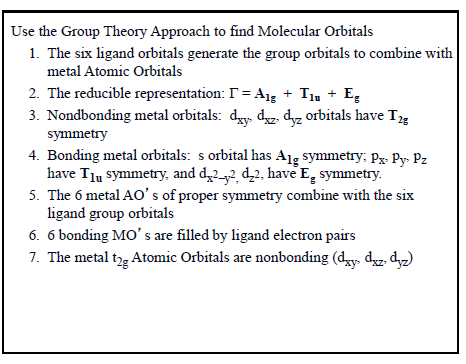 Use the Group Theory Approach to find Molecular Orbitals
1. The six ligand orbitals generate the group orbitals to combine with
metal Atomic Orbitals
2. The reducible representation: Γ = A₁g + T₁u + Eg
3. Nondbonding metal orbitals: dxy, dxz, dyz orbitals have T₂g
symmetry
4. Bonding metal orbitals: s orbital has A₁g symmetry; px, py, pz
have T₁u symmetry, and dx²-y², dz², have Eg symmetry.
5. The 6 metal AO's of proper symmetry combine with the six
ligand group orbitals
6. 6 bonding MO's are filled by ligand electron pairs
7. The metal t₂g Atomic Orbitals are nonbonding (dxy, dxz, dyz)